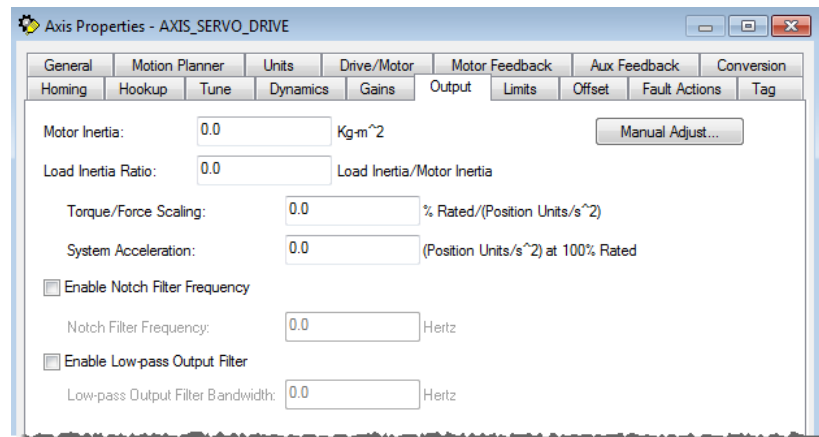 Axis Properties - AXIS_SERVO_DRIVE
General Motion Planner Units Drive/Motor Motor Feedback Aux Feedback Conversion
Homing Hookup Tune Dynamics Gains Output Limits Offset Fault Actions Tag
Motor Inertia: 0.0 Kg-m^2 Manual Adjust...
Load Inertia Ratio: 0.0 Load Inertia/Motor Inertia
Torque/Force Scaling: 0.0 % Rated/(Position Units/s^2)
System Acceleration: 0.0 (Position Units/s^2) at 100% Rated
Enable Notch Filter Frequency
Notch Filter Frequency: 0.0 Hertz
Enable Low-pass Output Filter
Low-pass Output Filter Bandwidth: 0.0 Hertz